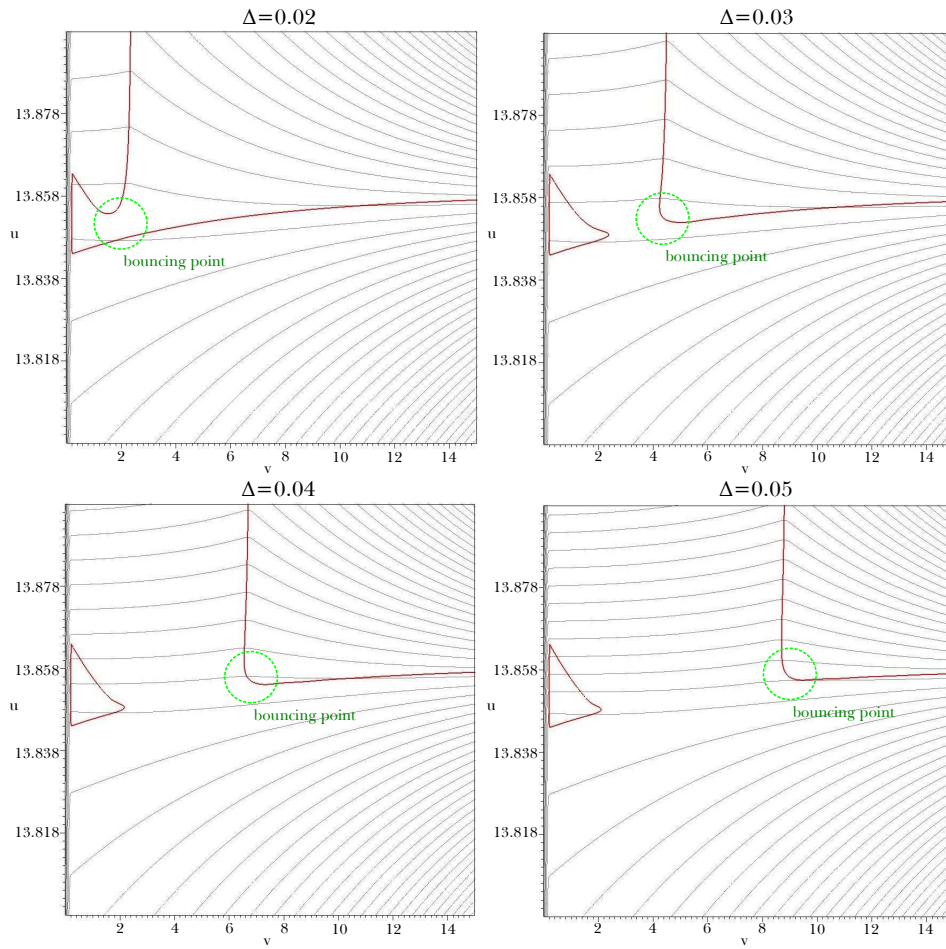 Δ=0.02
13.878
13.858
u
13.838
13.818
bouncing point
2 4 6 8 10 12 14
v
Δ=0.03
13.878
13.858
u
13.838
13.818
bouncing point
2 4 6 8 10 12 14
v
Δ=0.04
13.878
13.858
u
13.838
13.818
bouncing point
2 4 6 8 10 12 14
v
Δ=0.05
13.878
13.858
u
13.838
13.818
bouncing point
2 4 6 8 10 12 14
v